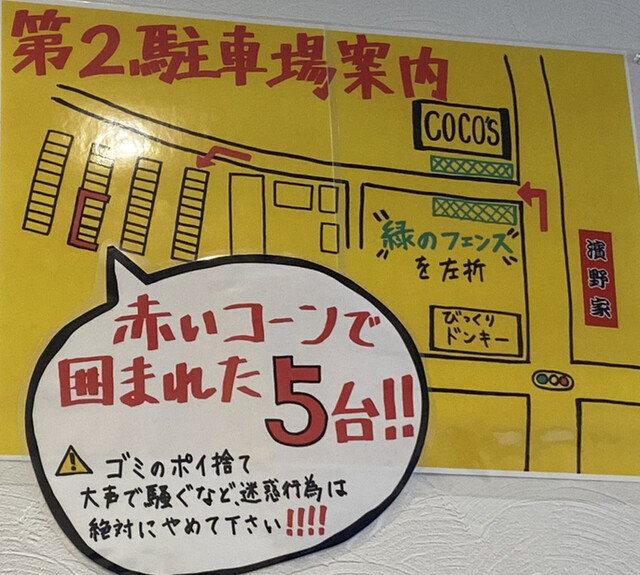 第2駐車場案内
COCO'S
"緑のフェンズ"
を左折
濱野家
びっくり
ドンキー
赤いコーンで
囲まれた5台!!
⚠ゴミのポイ捨て
大声で騒ぐなど、迷惑行為は
絶対にやめて下さい!!!!